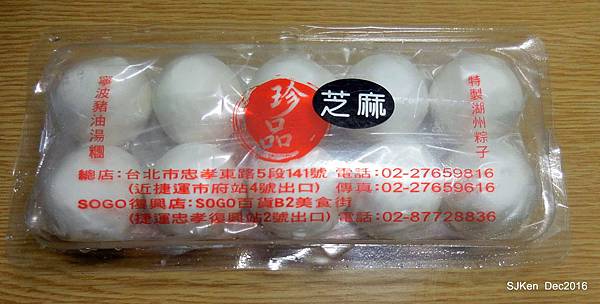 寧波豬油湯糰
珍品
芝麻
特製湖州粽子
總店:台北市忠孝東路5段141號 電話:02-27659816
(近捷運市府站4號出口) 傳真:02-27659616
SOGO復興店:SOGO百貨B2美食街
(捷運忠孝復興站2號出口) 電話:02-87728836
SJKen Dec2016